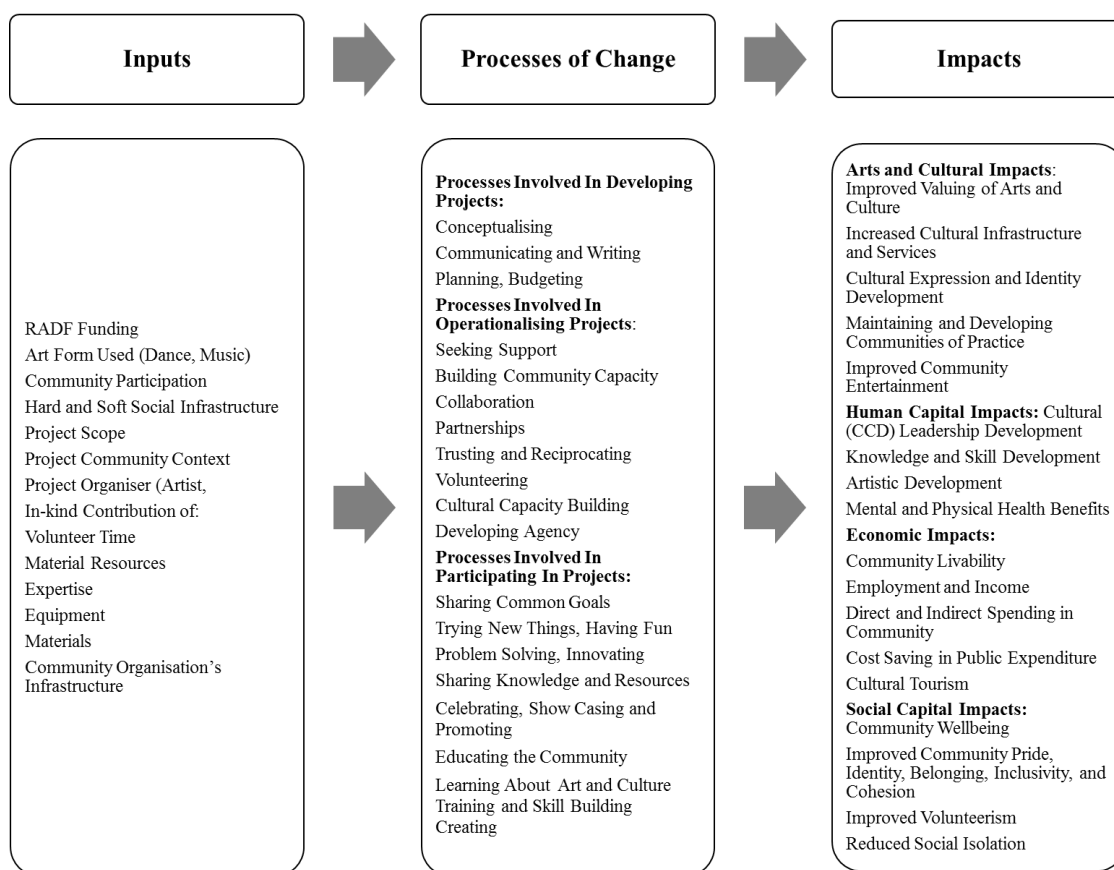 Inputs
Processes of Change
Impacts
RADF Funding
Art Form Used (Dance, Music)
Community Participation
Hard and Soft Social Infrastructure
Project Scope
Project Community Context
Project Organiser (Artist,
In-kind Contribution of:
Volunteer Time
Material Resources
Expertise
Equipment
Materials
Community Organisation’s
Infrastructure
Processes Involved In Developing
Projects:
Conceptualising
Communicating and Writing
Planning, Budgeting
Processes Involved In
Operationalising Projects:
Seeking Support
Building Community Capacity
Collaboration
Partnerships
Trusting and Reciprocating
Volunteering
Cultural Capacity Building
Developing Agency
Processes Involved In
Participating In Projects:
Sharing Common Goals
Trying New Things, Having Fun
Problem Solving, Innovating
Sharing Knowledge and Resources
Celebrating, Show Casing and
Promoting
Educating the Community
Learning About Art and Culture
Training and Skill Building
Creating
Arts and Cultural Impacts:
Improved Valuing of Arts and
Culture
Increased Cultural Infrastructure
and Services
Cultural Expression and Identity
Development
Maintaining and Developing
Communities of Practice
Improved Community
Entertainment
Human Capital Impacts: Cultural
(CCD) Leadership Development
Knowledge and Skill Development
Artistic Development
Mental and Physical Health Benefits
Economic Impacts:
Community Livability
Employment and Income
Direct and Indirect Spending in
Community
Cost Saving in Public Expenditure
Cultural Tourism
Social Capital Impacts:
Community Wellbeing
Improved Community Pride,
Identity, Belonging, Inclusivity, and
Cohesion
Improved Volunteerism
Reduced Social Isolation